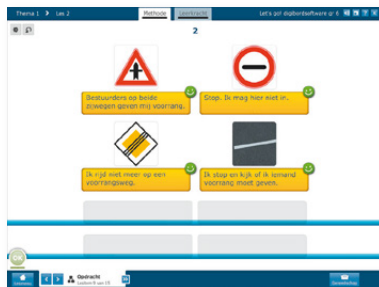 Thema 1 > Les 2
Methode
Leerkracht
Let's go! digibordsoftware gr 6
2
Bestuurders op beide
zijwegen geven mij voorrang.
Stop. Ik mag hier niet in.
Ik rijd niet meer op een
voorrangsweg.
Ik stop en kijk of ik iemand
voorrang moet geven.
OK
Opdracht